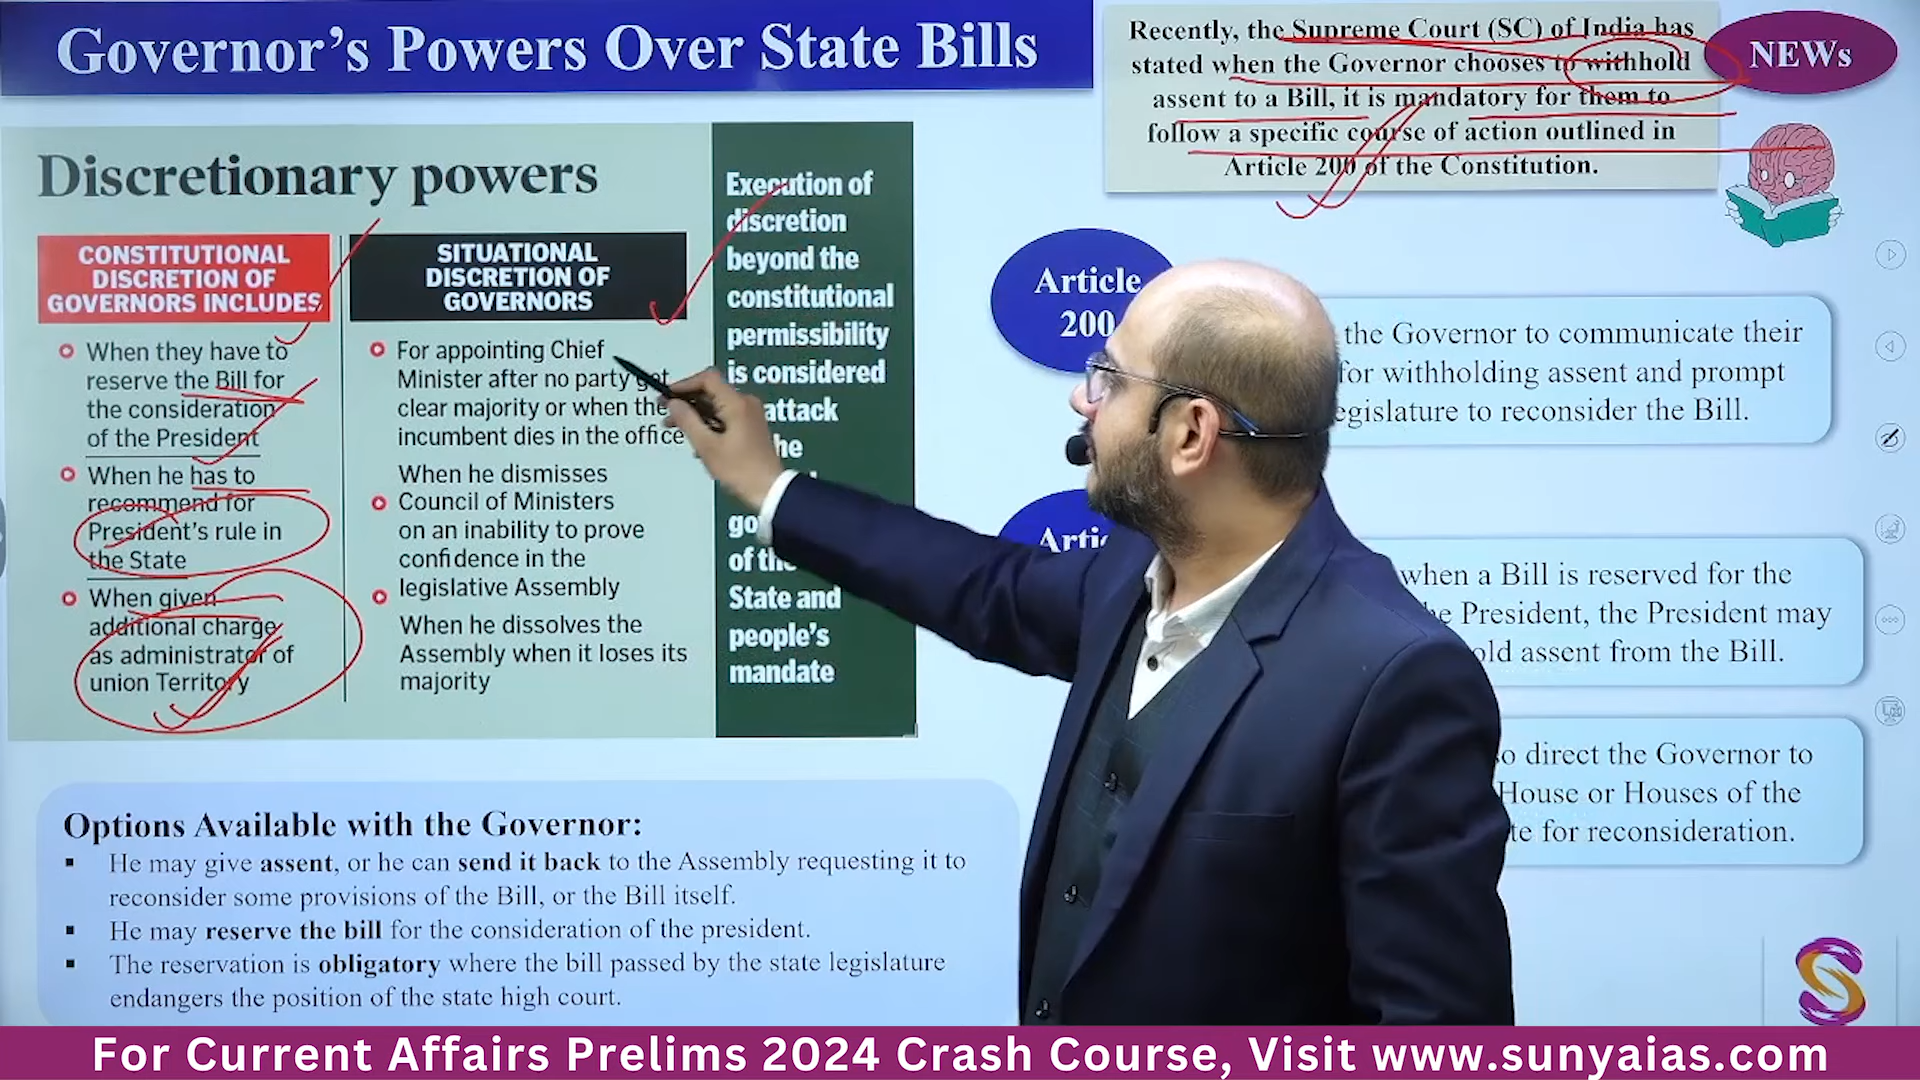 Governor's Powers Over State Bills
Recently, the Supreme Court (SC) of India has
stated when the Governor chooses to withhold
assent to a Bill, it is mandatory for them to
follow a specific course of action outlined in
Article 200 of the Constitution.
NEWs
Discretionary powers
CONSTITUTIONAL
DISCRETION OF
GOVERNORS INCLUDES
When they have to
reserve the Bill for
the consideration
of the President
When he has to
recommend for
President's rule in
the State
When given
additional charge
as administrator of
union Territory
SITUATIONAL
DISCRETION OF
GOVERNORS
For appointing Chief
Minister after no party get
clear majority or when the
incumbent dies in the office
When he dismisses
Council of Ministers
on an inability to prove
confidence in the
legislative Assembly
When he dissolves the
Assembly when it loses its
majority
Execution of
discretion
beyond the
constitutional
permissibility
is considered
attack
he
go
of the
State and
people's
mandate
Article
200
the Governor to communicate their
for withholding assent and prompt
egislature to reconsider the Bill.
Artic
when a Bill is reserved for the
he President, the President may
old assent from the Bill.
so direct the Governor to
House or Houses of the
te for reconsideration.
Options Available with the Governor:
▪ He may give assent, or he can send it back to the Assembly requesting it to
reconsider some provisions of the Bill, or the Bill itself.
▪ He may reserve the bill for the consideration of the president.
▪ The reservation is obligatory where the bill passed by the state legislature
endangers the position of the state high court.
For Current Affairs Prelims 2024 Crash Course, Visit www.sunyaias.com